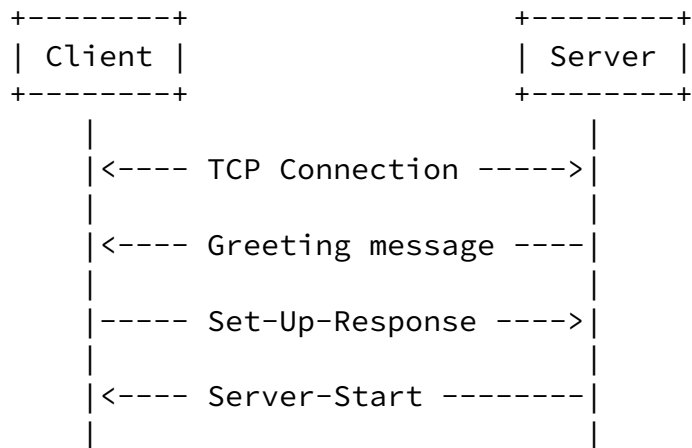 +--------+                    +--------+
| Client |                    | Server |
+--------+                    +--------+
    |                             |
    |<---- TCP Connection ----->|
    |                             |
    |<---- Greeting message ----|
    |                             |
    |----- Set-Up-Response ---->|
    |                             |
    |<---- Server-Start --------|
    |                             |